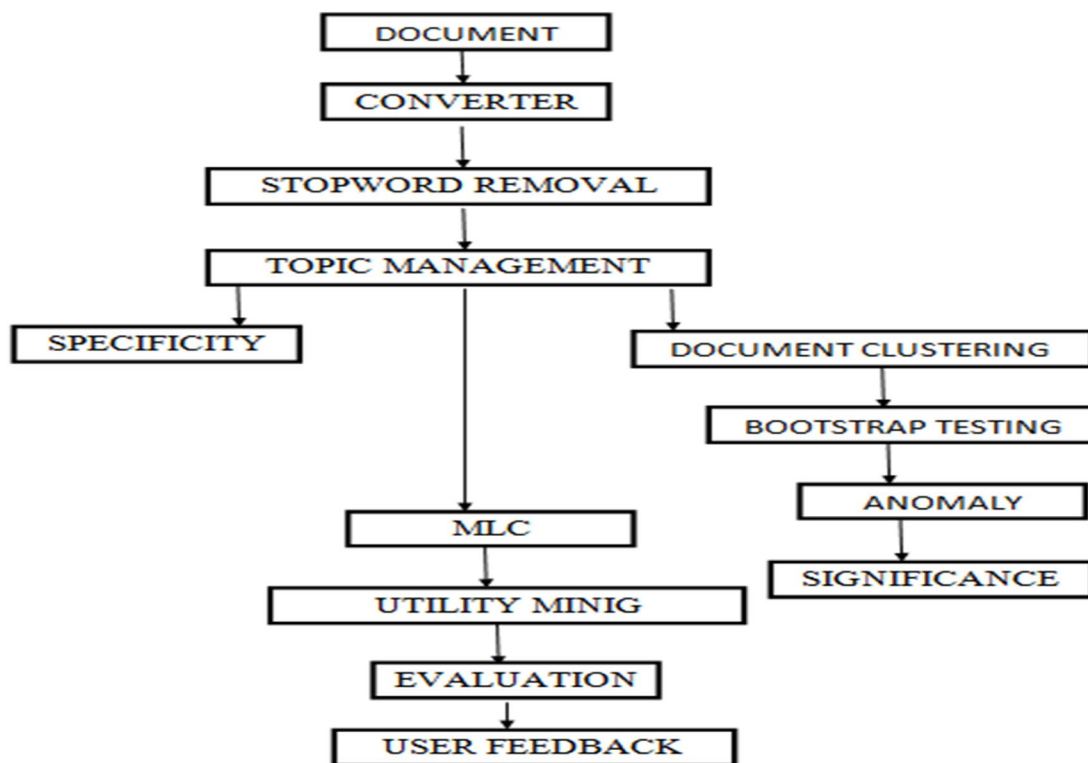 DOCUMENT
CONVERTER
STOPWORD REMOVAL
TOPIC MANAGEMENT
SPECIFICITY
DOCUMENT CLUSTERING
BOOTSTRAP TESTING
ANOMALY
MLC
SIGNIFICANCE
UTILITY MINIG
EVALUATION
USER FEEDBACK